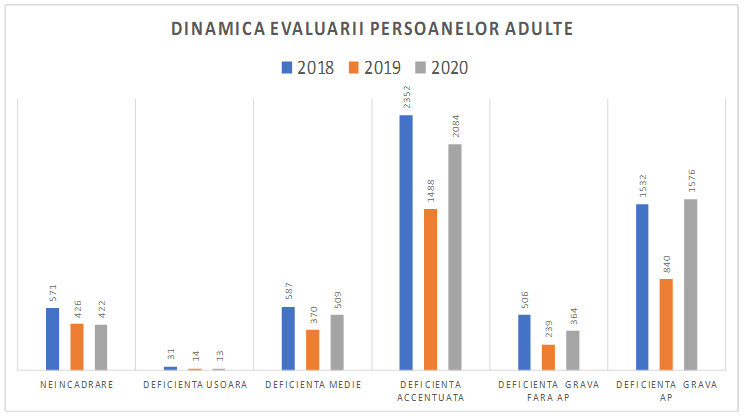 DINAMICA EVALUARII PERSOANELOR ADULTE
2018 2019 2020
571
426
422
31
14
13
587
370
509
2352
1488
2084
506
239
364
1532
840
1576
NEINCADRARE
DEFICIENTA USOARA
DEFICIENTA MEDIE
DEFICIENTA
ACCENTUATA
DEFICIENTA GRAVA
FARA AP
DEFICIENTA GRAVA
AP